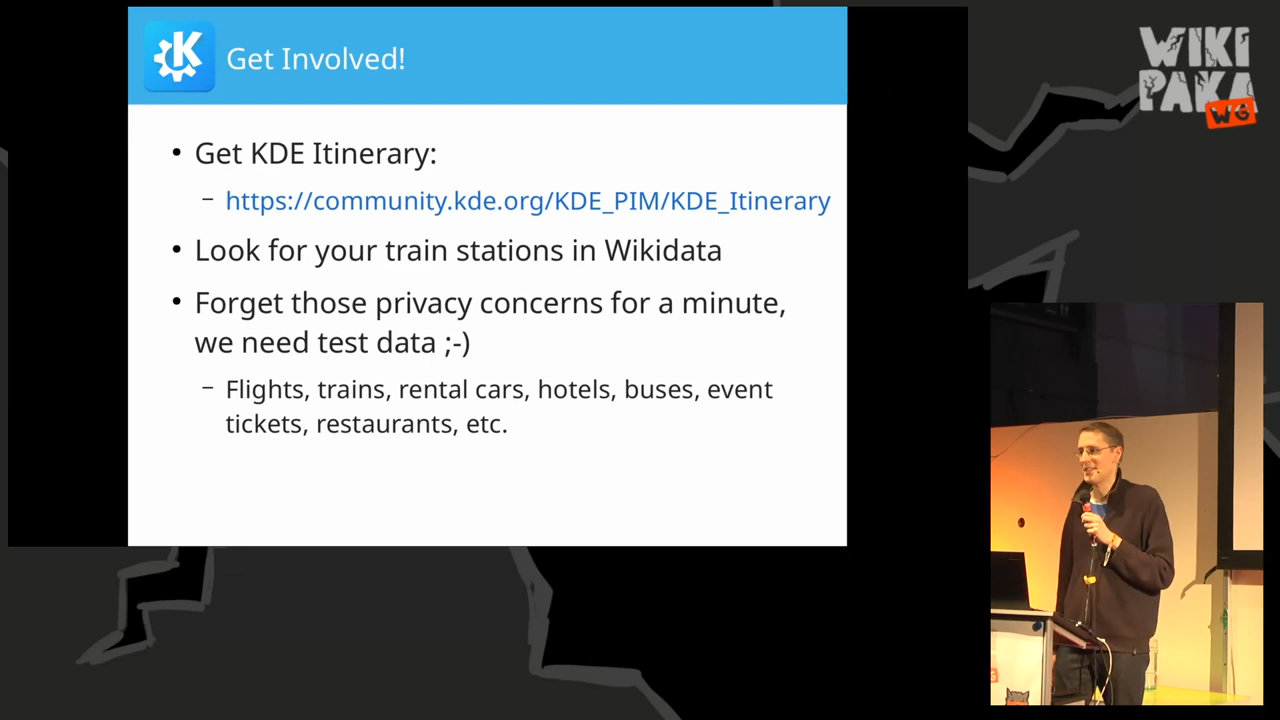 Get Involved!
• Get KDE Itinerary:
– https://community.kde.org/KDE_PIM/KDE_Itinerary
• Look for your train stations in Wikidata
• Forget those privacy concerns for a minute,
we need test data ;-)
– Flights, trains, rental cars, hotels, buses, event
tickets, restaurants, etc.
WIKI
PAKA
WG